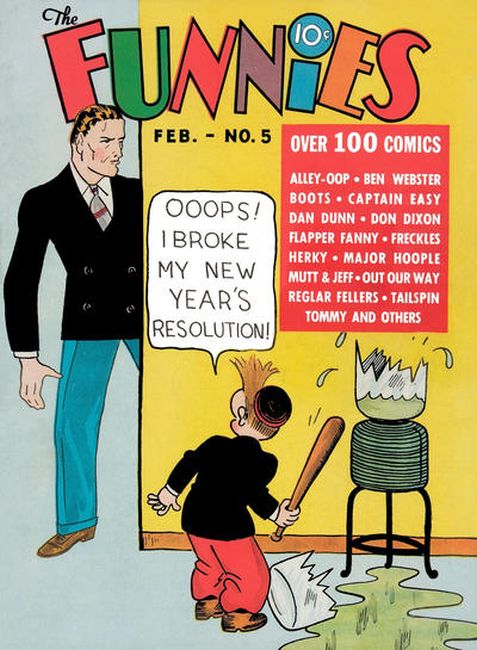 The
FUNNiES
10¢
FEB. - NO. 5
OVER 100 COMICS
ALLEY-OOP • BEN WEBSTER
BOOTS • CAPTAIN EASY
DAN DUNN • DON DIXON
FLAPPER FANNY • FRECKLES
HERKY • MAJOR HOOPLE
MUTT & JEFF • OUT OUR WAY
REGLAR FELLERS • TAILSPIN
TOMMY AND OTHERS
OOOPS!
I BROKE
MY NEW
YEAR'S
RESOLUTION!